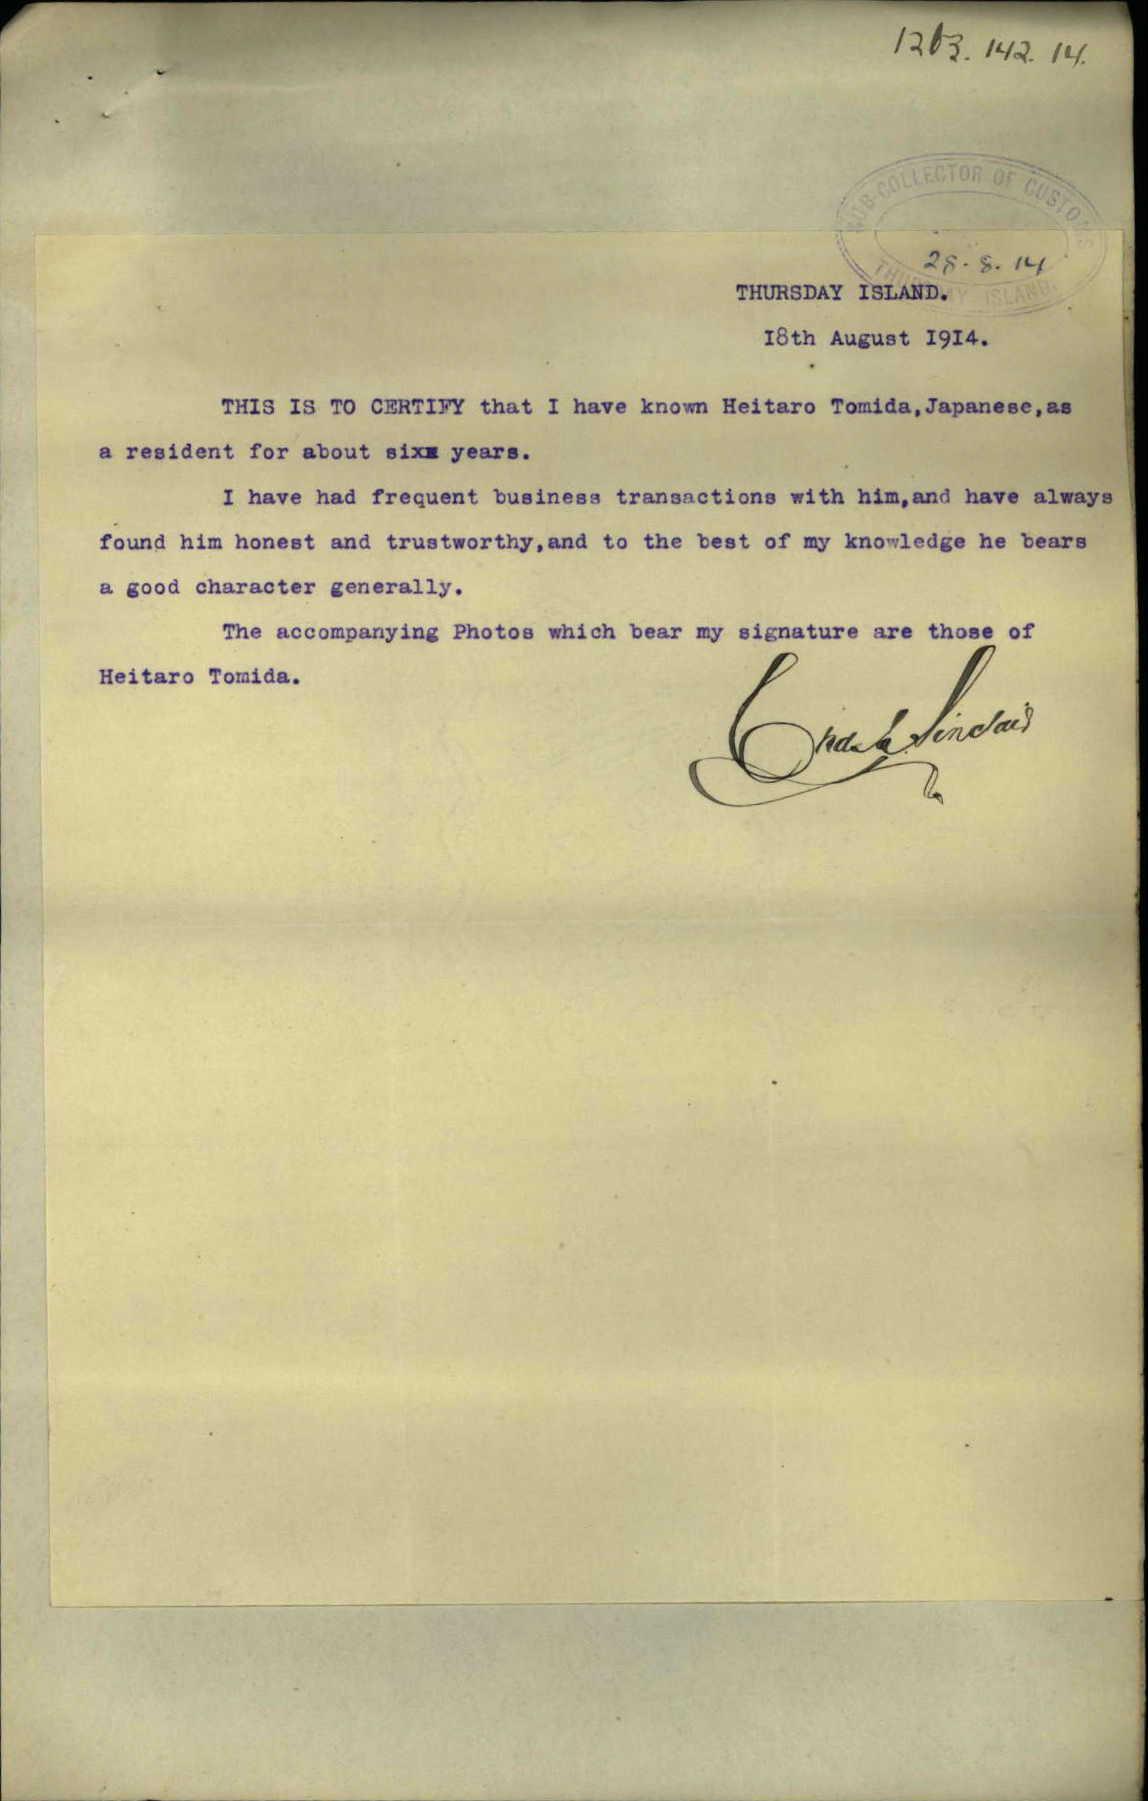 142. 14.
SUB-COLLECTOR OF CUSTOMS
28. 8. 14
THURSDAY ISLAND.
THURSDAY ISLAND.
18th August 1914.
THIS IS TO CERTIFY that I have known Heitaro Tomida,Japanese,as
a resident for about six years.
I have had frequent business transactions with him,and have always
found him honest and trustworthy,and to the best of my knowledge he bears
a good character generally.
The accompanying Photos which bear my signature are those of
Heitaro Tomida.
Sinclair